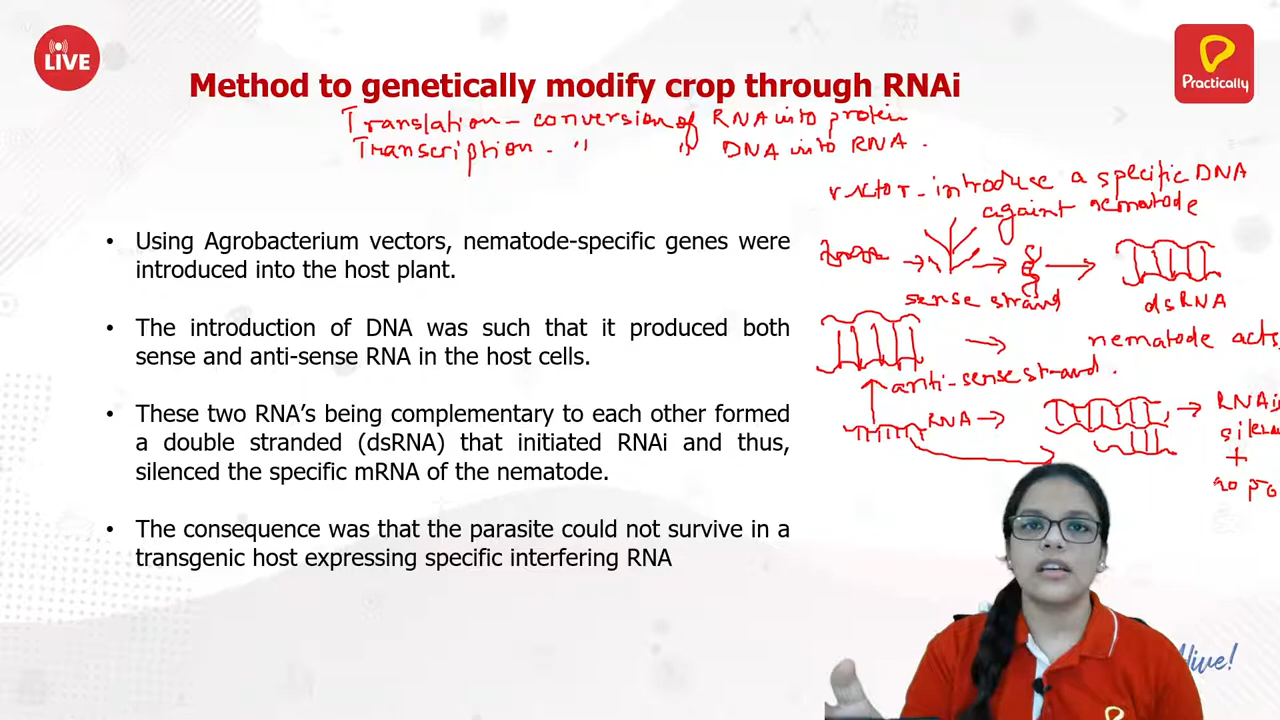 LIVE
Practically
Method to genetically modify crop through RNAi
Translation - conversion of RNA into protein
Transcription - " " DNA into RNA.
vector - introduce a specific DNA
againt nematode
• Using Agrobacterium vectors, nematode-specific genes were
introduced into the host plant.
sense strand
dsRNA
• The introduction of DNA was such that it produced both
sense and anti-sense RNA in the host cells.
nematode acts
anti-sense strand.
• These two RNA's being complementary to each other formed
a double stranded (dsRNA) that initiated RNAi and thus,
silenced the specific mRNA of the nematode.
RNA
RNAi
+
• The consequence was that the parasite could not survive in a
transgenic host expressing specific interfering RNA
live!